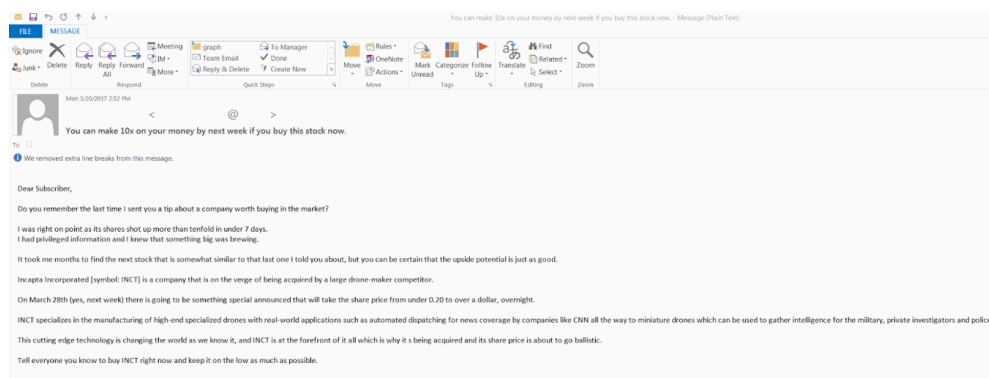 You can make 10x on your money by next week if you buy this stock now. - Message (Plain Text)
FILE MESSAGE
Ignore
Junk
Delete
Reply
Reply All
Forward
Meeting
IM
More
graph
Team Email
Reply & Delete
To Manager
Done
Create New
Move
Rules
OneNote
Actions
Mark Unread
Categorize
Follow Up
Translate
Find
Related
Select
Zoom
Delete Respond Quick Steps Move Tags Editing Zoom
Mon 3/20/2017 2:52 PM
< @ >
You can make 10x on your money by next week if you buy this stock now.
To
We removed extra line breaks from this message.
Dear Subscriber,
Do you remember the last time I sent you a tip about a company worth buying in the market?
I was right on point as its shares shot up more than tenfold in under 7 days.
I had privileged information and I knew that something big was brewing.
It took me months to find the next stock that is somewhat similar to that last one I told you about, but you can be certain that the upside potential is just as good.
Incapta Incorporated [symbol: INCT] is a company that is on the verge of being acquired by a large drone-maker competitor.
On March 28th (yes, next week) there is going to be something special announced that will take the share price from under 0.20 to over a dollar, overnight.
INCT specializes in the manufacturing of high-end specialized drones with real-world applications such as automated dispatching for news coverage by companies like CNN all the way to miniature drones which can be used to gather intelligence for the military, private investigators and police
This cutting edge technology is changing the world as we know it, and INCT is at the forefront of it all which is why it s being acquired and its share price is about to go ballistic.
Tell everyone you know to buy INCT right now and keep it on the low as much as possible.